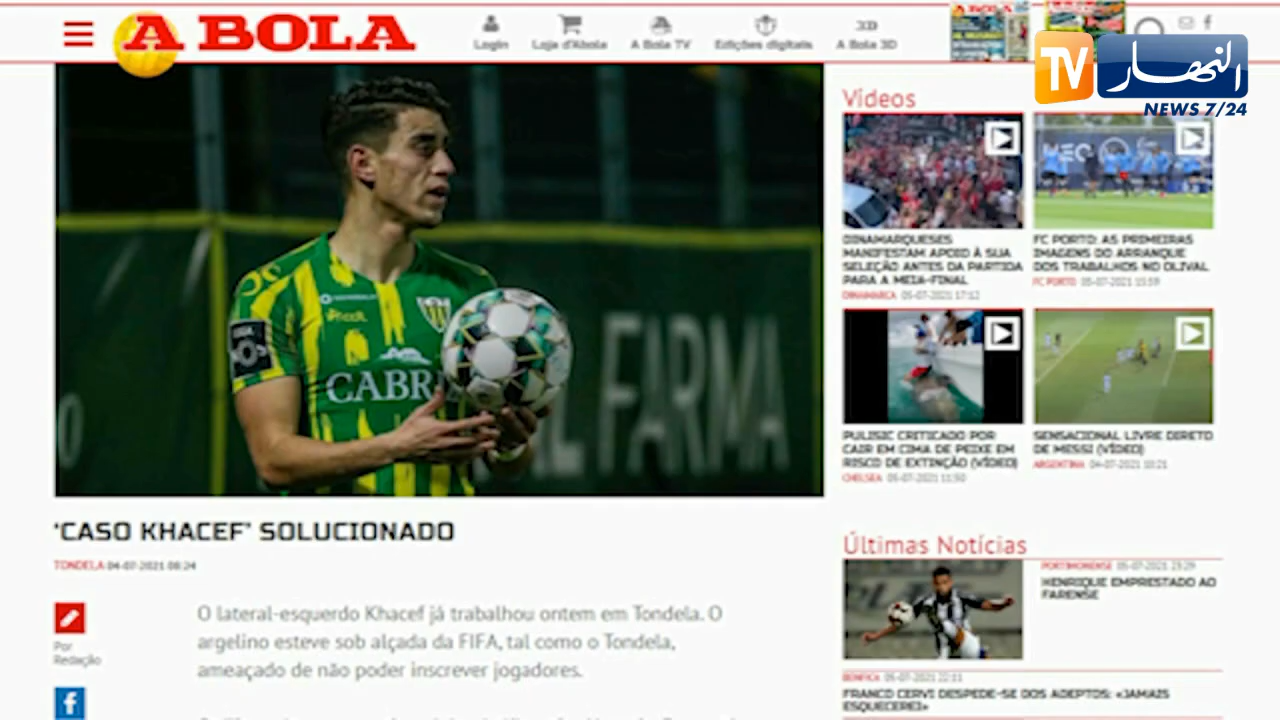 A BOLA
Login
Loja d'Abola
A Bola TV
Edições digitais
A Bola 3D
TV النهار
NEWS 7/24
Vídeos
DINAMARQUESES
MANIFESTAM APOIO À SUA
SELEÇÃO ANTES DA PARTIDA
PARA A MEIA-FINAL
DINAMARCA 05-07-2021 17:12
FC PORTO: AS PRIMEIRAS
IMAGENS DO ARRANQUE
DOS TRABALHOS NO OLIVAL
FC PORTO 05-07-2021 15:59
PULISIC CRITICADO POR
CAIR EM CIMA DE PEIXE EM
RISCO DE EXTINÇÃO (VÍDEO)
CHELSEA 05-07-2021 11:50
SENSACIONAL LIVRE DIRETO
DE MESSI (VÍDEO)
ARGENTINA 04-07-2021 10:21
CABR
FARMA
'CASO KHACEF' SOLUCIONADO
TONDELA 04-07-2021 08:24
Por
Redação
O lateral-esquerdo Khacef já trabalhou ontem em Tondela. O
argelino esteve sob alçada da FIFA, tal como o Tondela,
ameaçado de não poder inscrever jogadores.
Últimas Notícias
PORTIMONENSE 05-07-2021 23:29
HENRIQUE EMPRESTADO AO
FARENSE
BENFICA 05-07-2021 22:11
FRANCO CERVI DESPEDE-SE DOS ADEPTOS: «JAMAIS
ESQUECEREI»